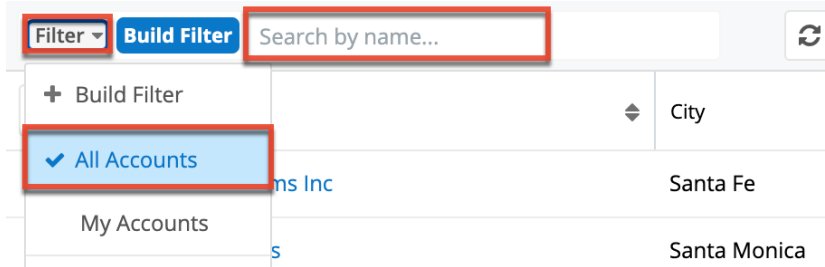 Filter Build Filter Search by name...
+ Build Filter
City
✔ All Accounts
ms Inc Santa Fe
My Accounts
s Santa Monica